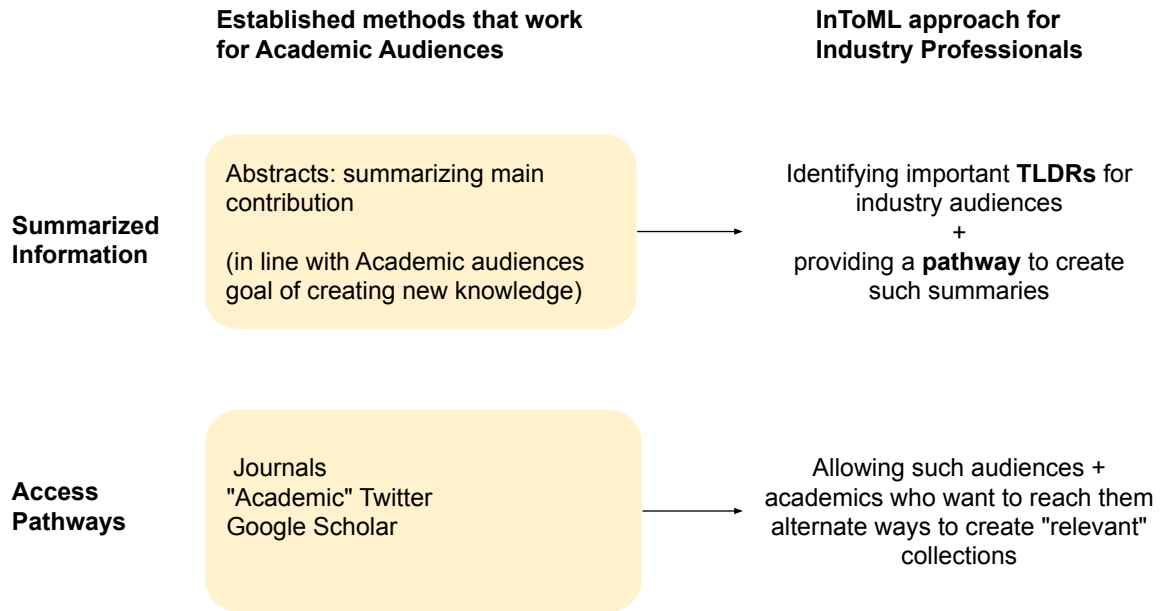 Established methods that work
for Academic Audiences
InToML approach for
Industry Professionals
Summarized
Information
Abstracts: summarizing main
contribution
(in line with Academic audiences
goal of creating new knowledge)
Identifying important TLDRs for
industry audiences
+
providing a pathway to create
such summaries
Access
Pathways
Journals
"Academic" Twitter
Google Scholar
Allowing such audiences +
academics who want to reach them
alternate ways to create "relevant"
collections